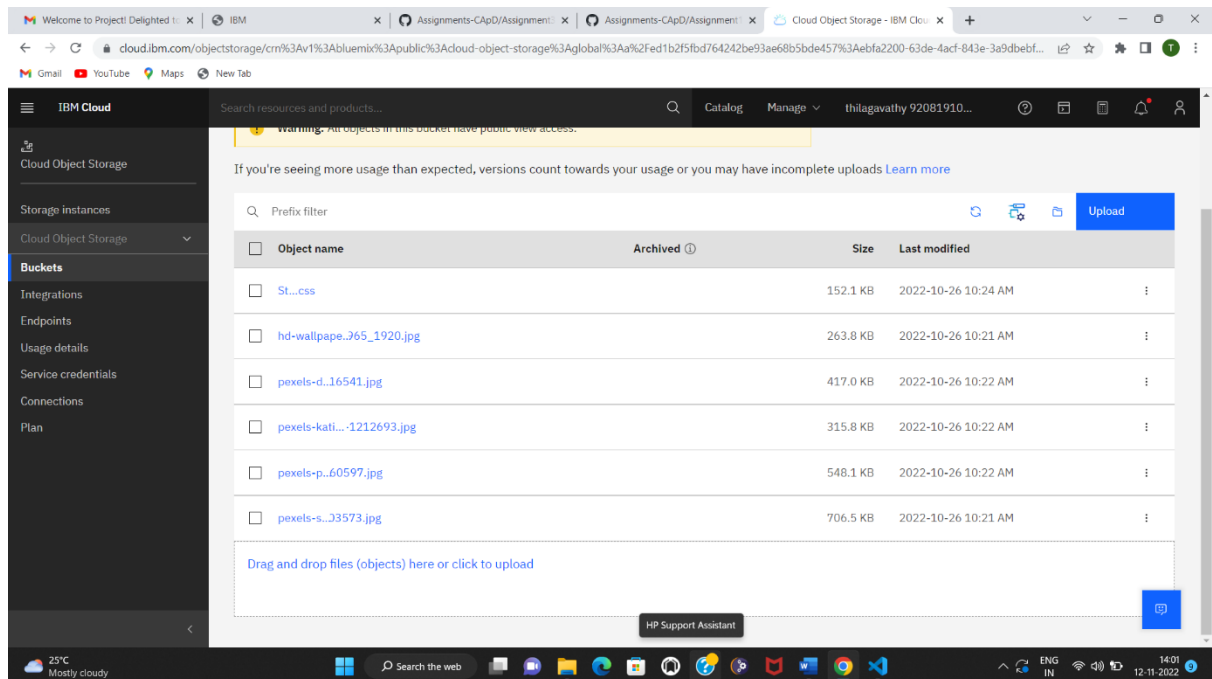 Welcome to Project! Delighted to
IBM
Assignments-CApD/Assignment
Assignments-CApD/Assignment
Cloud Object Storage - IBM Clou
cloud.ibm.com/objectstorage/crn%3Av1%3Abluemix%3Apublic%3Acloud-object-storage%3Aglobal%3Aa%2Fed1b2f5fbd764242be93ae68b5bde457%3Aebfa2200-63de-4acf-843e-3a9dbebf...
T
Gmail YouTube Maps New Tab
IBM Cloud
Search resources and products...
Catalog Manage thilagavathy 92081910...
Cloud Object Storage
Storage instances
Cloud Object Storage
Buckets
Integrations
Endpoints
Usage details
Service credentials
Connections
Plan
Warning: All objects in this bucket have public view access.
If you're seeing more usage than expected, versions count towards your usage or you may have incomplete uploads Learn more
Prefix filter Upload
Object name Archived Size Last modified
St...css 152.1 KB 2022-10-26 10:24 AM
hd-wallpape..965_1920.jpg 263.8 KB 2022-10-26 10:21 AM
pexels-d..16541.jpg 417.0 KB 2022-10-26 10:22 AM
pexels-kati...-1212693.jpg 315.8 KB 2022-10-26 10:22 AM
pexels-p..60597.jpg 548.1 KB 2022-10-26 10:22 AM
pexels-s..03573.jpg 706.5 KB 2022-10-26 10:21 AM
Drag and drop files (objects) here or click to upload
HP Support Assistant
25°C
Mostly cloudy
Search the web
ENG
IN
14:01
12-11-2022
9